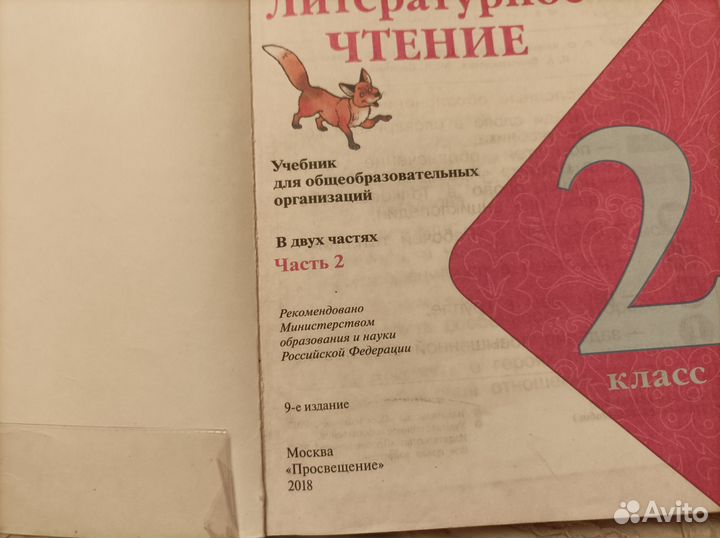 Литературное
ЧТЕНИЕ
Учебник
для общеобразовательных
организаций
В двух частях
Часть 2
Рекомендовано
Министерством
образования и науки
Российской Федерации
9-е издание
Москва
„Просвещение“
2018
2
класс
Avito